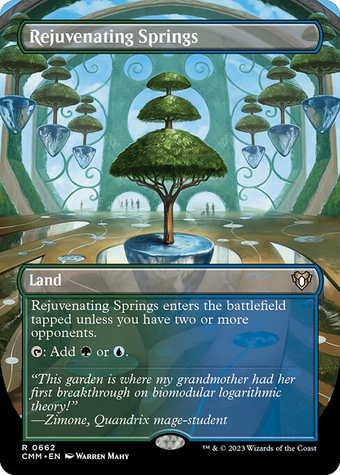 Rejuvenating Springs
Land
Rejuvenating Springs enters the battlefield
tapped unless you have two or more
opponents.
: Add or .
“This garden is where my grandmother had her
first breakthrough on biomodular logarithmic
theory!”
—Zimone, Quandrix mage-student
R 0662
CMM • EN Warren Mahy
™ & © 2023 Wizards of the Coast